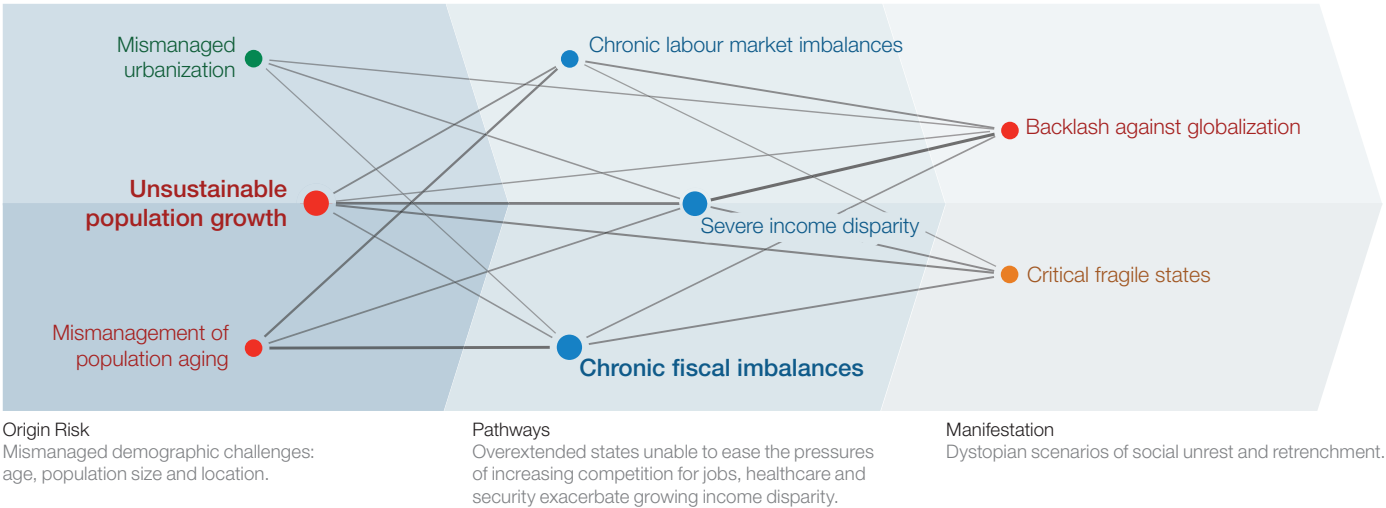 Mismanaged
urbanization
Chronic labour market imbalances
Backlash against globalization
Unsustainable
population growth
Severe income disparity
Critical fragile states
Mismanagement of
population aging
Chronic fiscal imbalances
Origin Risk
Mismanaged demographic challenges:
age, population size and location.
Pathways
Overextended states unable to ease the pressures
of increasing competition for jobs, healthcare and
security exacerbate growing income disparity.
Manifestation
Dystopian scenarios of social unrest and retrenchment.